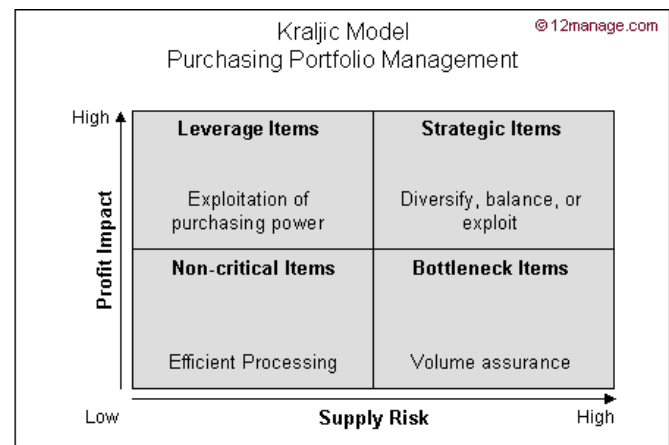 Kraljic Model
© 12manage.com
Purchasing Portfolio Management
High
Leverage Items
Strategic Items
Exploitation of
purchasing power
Diversify, balance, or
exploit
Profit Impact
Non-critical Items
Bottleneck Items
Efficient Processing
Volume assurance
Low
Supply Risk
High